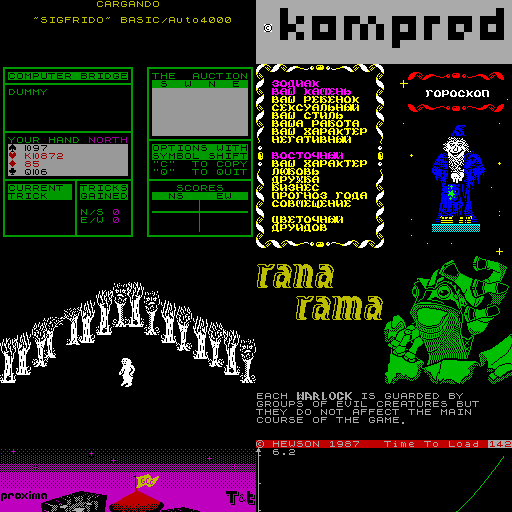 CARGANDO
"SIGFRIDO" BASIC/Auto4000
© kompred
COMPUTER BRIDGE
DUMMY
YOUR HAND NORTH
♠ 1097
♥ K10872
♦ 85
♣ Q106
CURRENT TRICK
TRICKS GAINED
N/S 0
E/W 0
THE AUCTION
S W N E
OPTIONS WITH
SYMBOL SHIFT
"C" TO COPY
"Q" TO QUIT
SCORES
NS EW
ЗОДИАК
ВАШ КАМЕНЬ
ВАШ РЕБЕНОК
СЕКСУАЛЬНЫЙ
ВАШ СТИЛЬ
ВАША РАБОТА
ВАШ ХАРАКТЕР
НЕГАТИВНЫЙ
ВОСТОЧНЫЙ
ХАРАКТЕР
ЛЮБОВЬ
ДРУЖБА
БИЗНЕС
ПРОГНОЗ ГОДА
СОВМЕЩЕНИЕ
ЦВЕТОЧНЫЙ
ДРУИДОВ
ГОРОСКОП
rana
rama
EACH WARLOCK IS GUARDED BY
GROUPS OF EVIL CREATURES BUT
THEY DO NOT AFFECT THE MAIN
COURSE OF THE GAME.
© HEWSON 1987 Time To Load 142
proxima
6.2